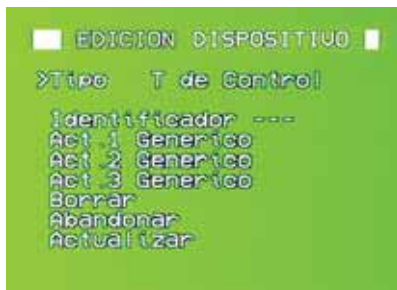 EDICION DISPOSITIVO
>Tipo T de Control
Identificador ---
Act.1 Generico
Act.2 Generico
Act.3 Generico
Borrar
Abandonar
Actualizar